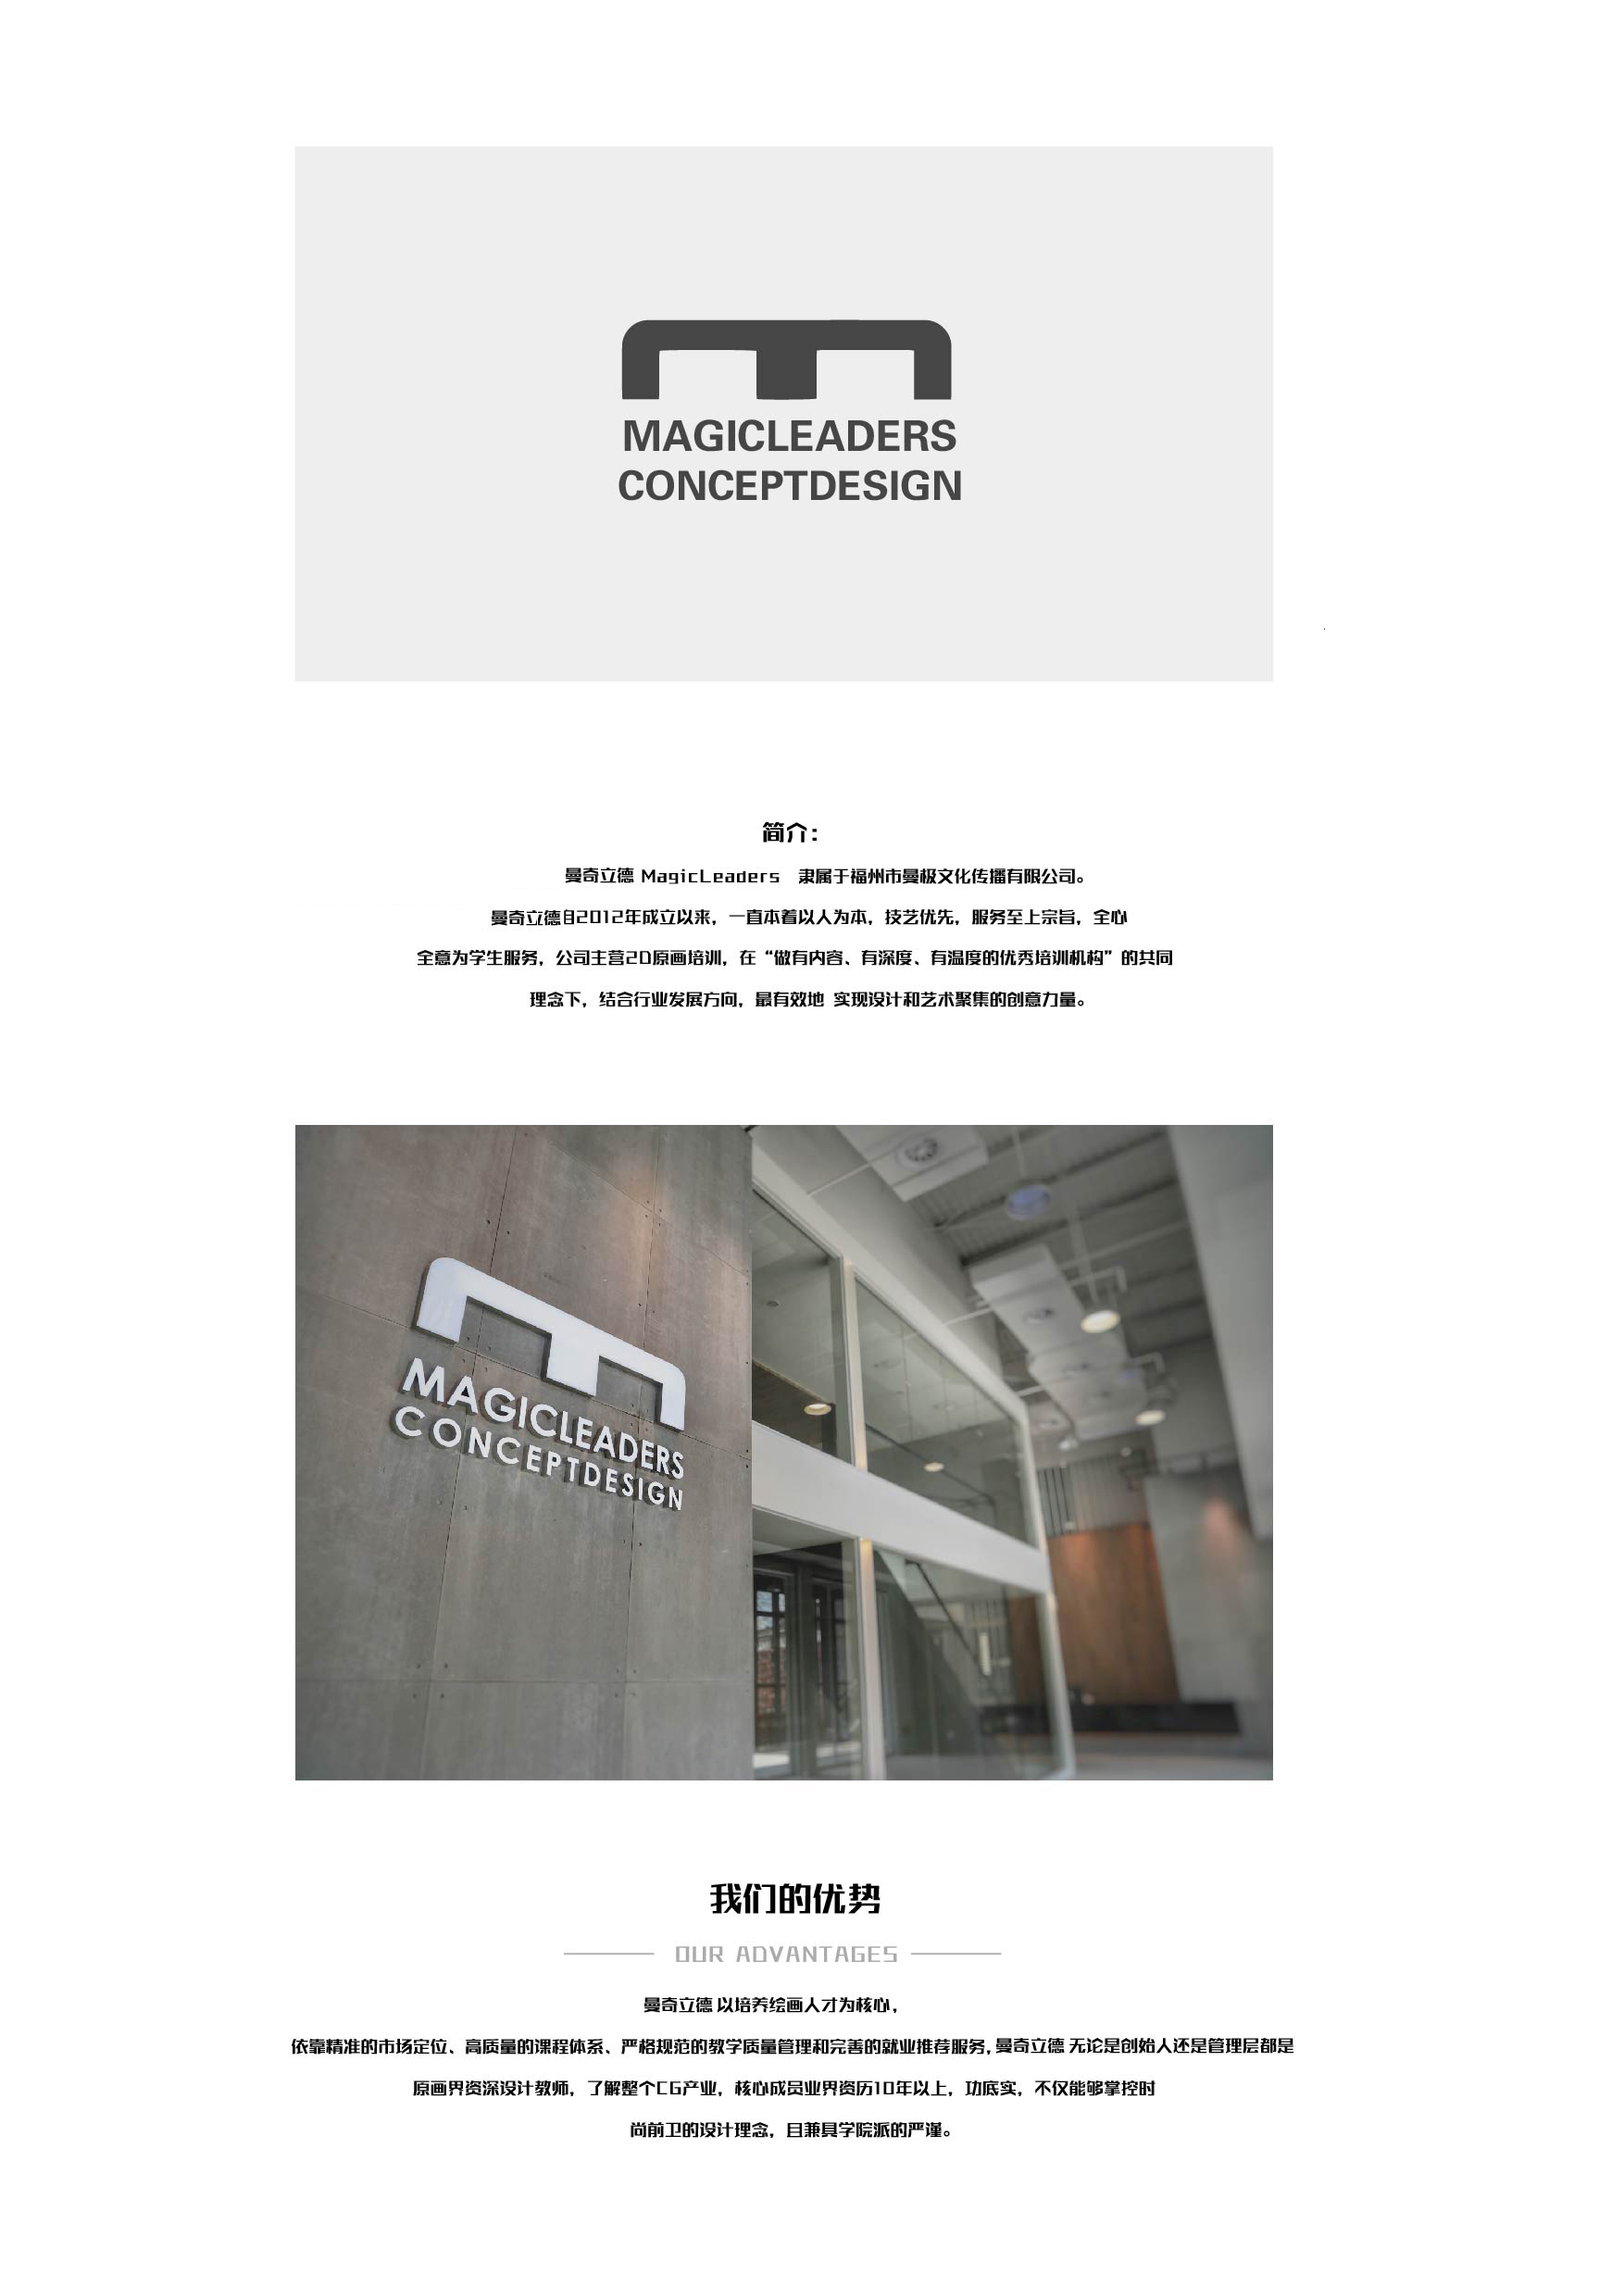 MAGICLEADERS
CONCEPTDESIGN
简介：
曼奇立德 MagicLeaders 隶属于福州市曼极文化传播有限公司。
曼奇立德自2012年成立以来，一直本着以人为本，技艺优先，服务至上宗旨，全心
全意为学生服务，公司主营2D原画培训，在“做有内容、有深度、有温度的优秀培训机构”的共同
理念下，结合行业发展方向，最有效地 实现设计和艺术聚集的创意力量。
MAGICLEADERS
CONCEPTDESIGN
我们的优势
OUR ADVANTAGES
曼奇立德 以培养绘画人才为核心，
依靠精准的市场定位、高质量的课程体系、严格规范的教学质量管理和完善的就业推荐服务，曼奇立德 无论是创始人还是管理层都是
原画界资深设计教师，了解整个CG产业，核心成员业界资历10年以上，功底实，不仅能够掌控时
尚前卫的设计理念，且兼具学院派的严谨。